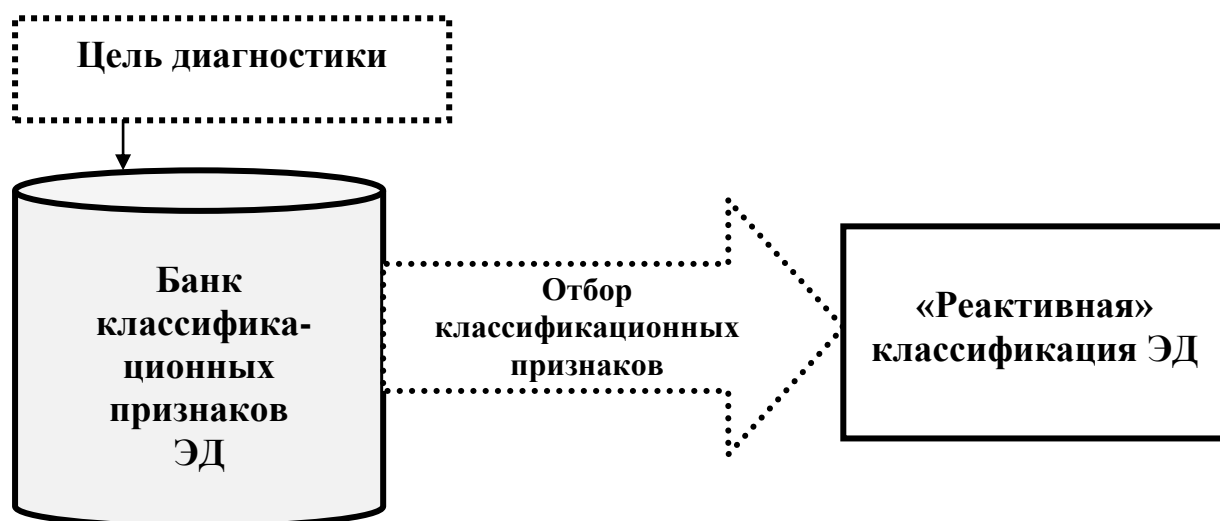 Цель диагностики
Банк
классифика-
ционных
признаков
ЭД
Отбор
классификационных
признаков
«Реактивная»
классификация ЭД